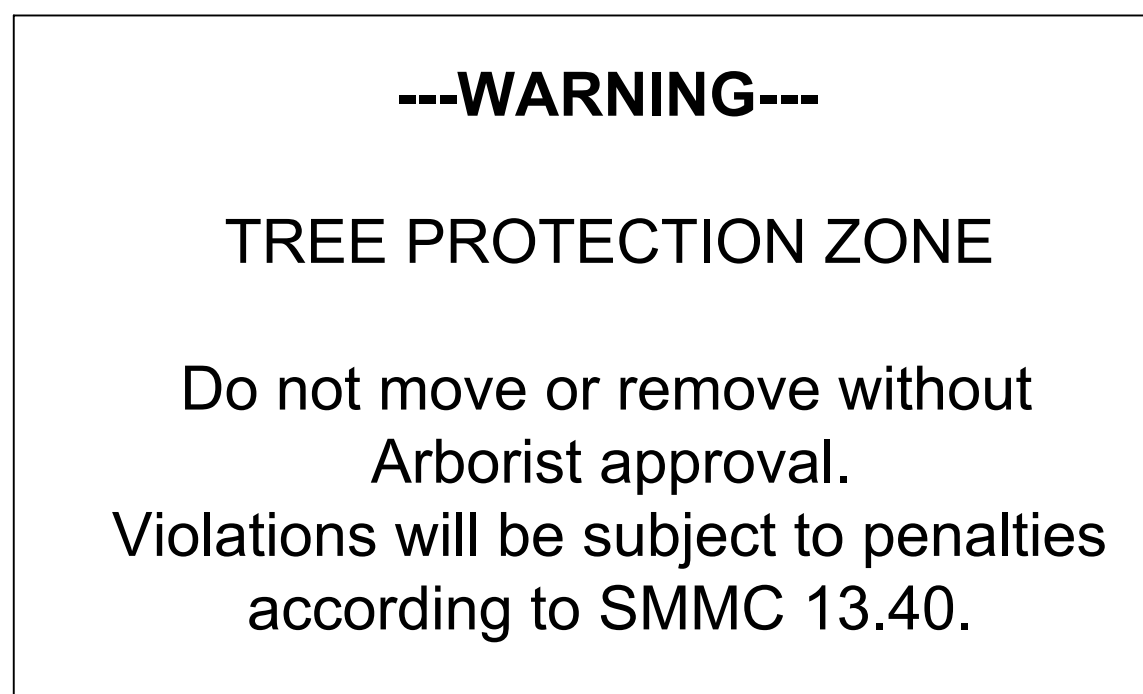 ---WARNING---
TREE PROTECTION ZONE
Do not move or remove without
Arborist approval.
Violations will be subject to penalties
according to SMMC 13.40.